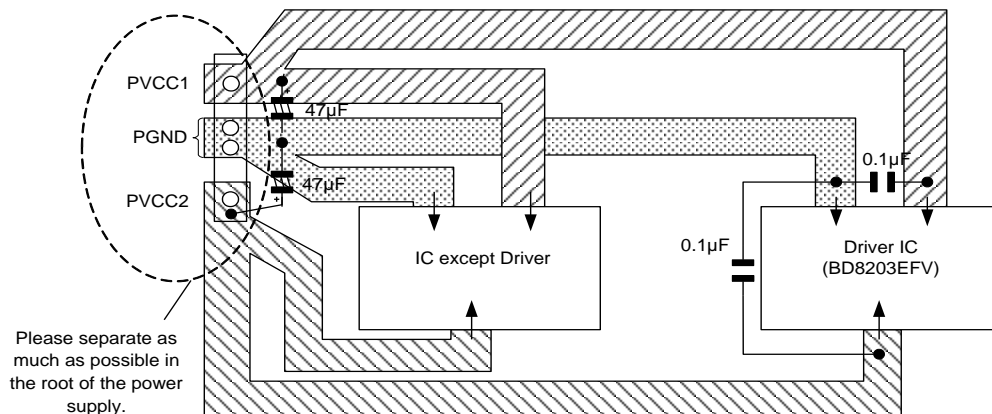 PVCC1
+
47μF
PGND
0.1μF
47μF
PVCC2
+
0.1μF
IC except Driver
Driver IC
(BD8203EFV)
Please separate as
much as possible in
the root of the power
supply.